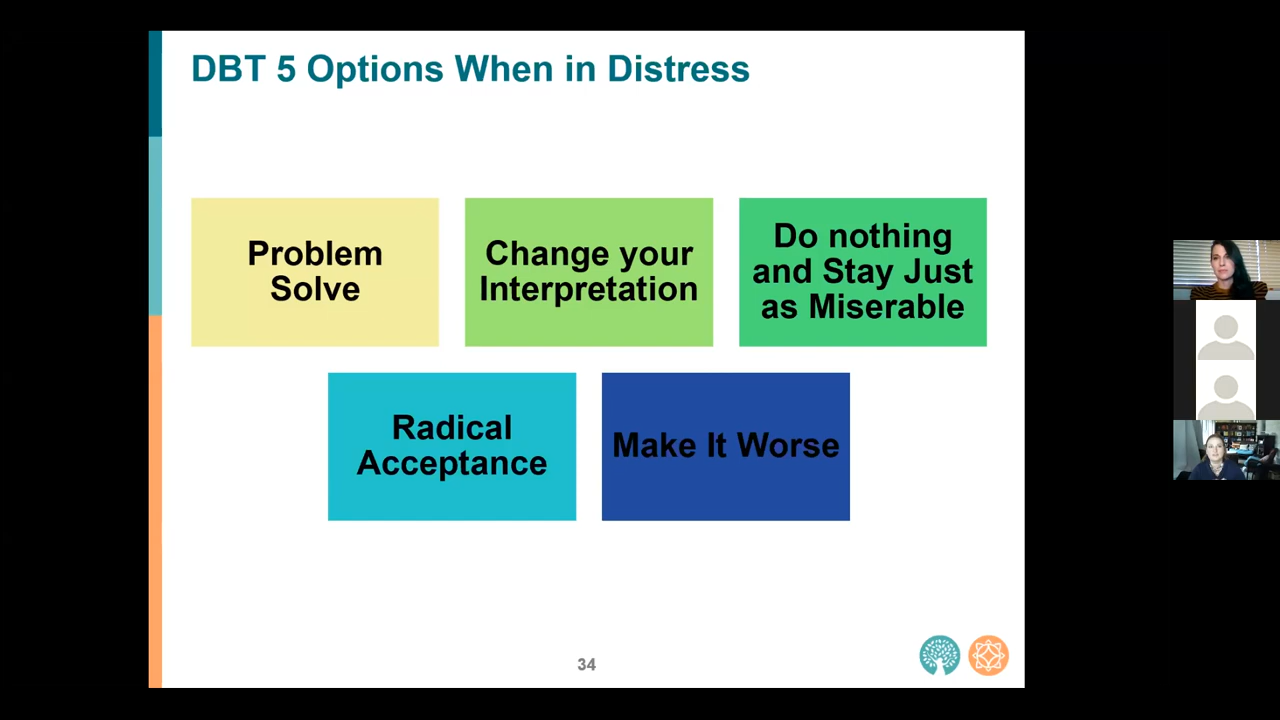 DBT 5 Options When in Distress
Problem
Solve
Change your
Interpretation
Do nothing
and Stay Just
as Miserable
Radical
Acceptance
Make It Worse
34